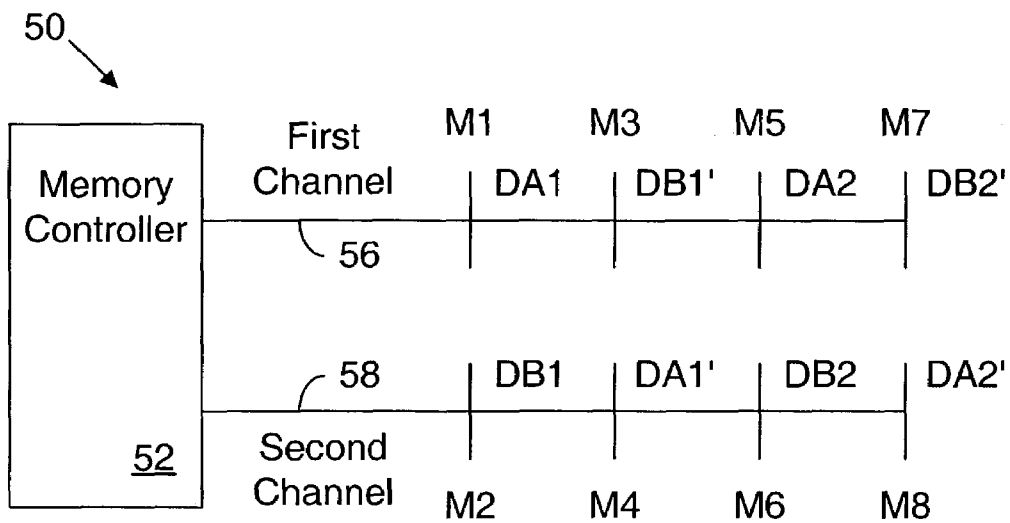 50
Memory
Controller
52
First
Channel
56
M1 M3 M5 M7
DA1 DB1' DA2 DB2'
58
Second
Channel
DB1 DA1' DB2 DA2'
M2 M4 M6 M8